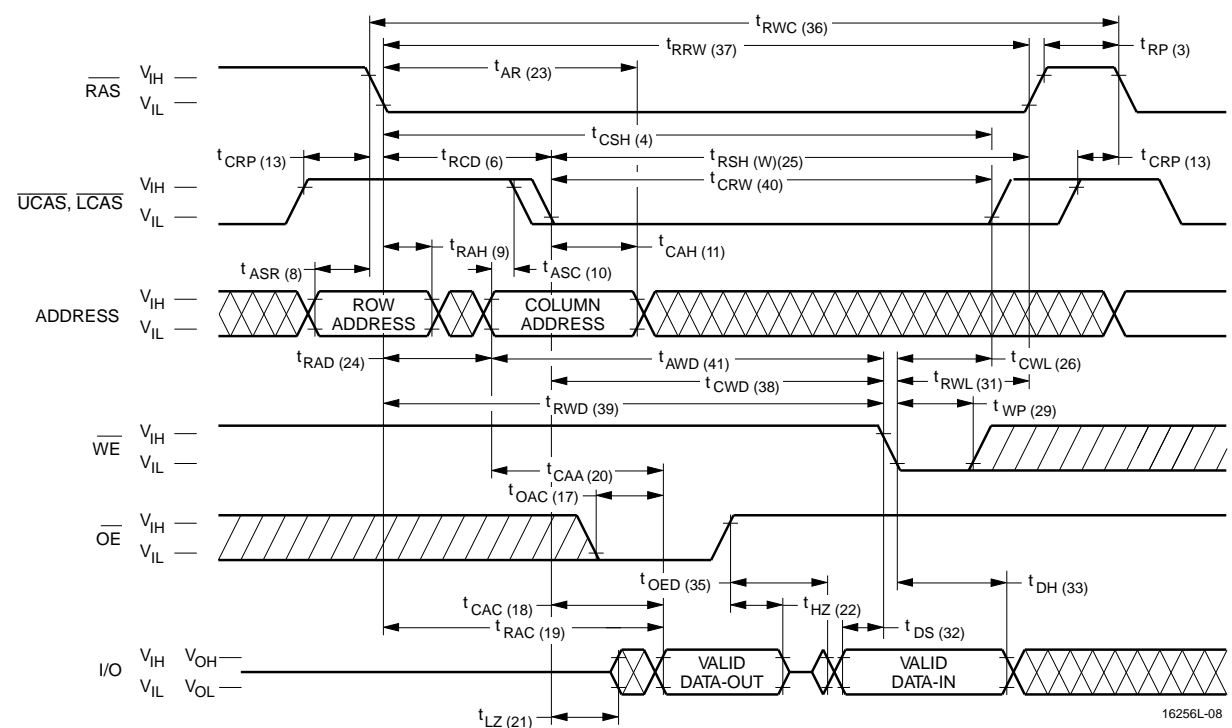 tRWC (36)
tRRW (37)
tRP (3)
tAR (23)
RAS
VIH
VIL
tCSH (4)
tCRP (13)
tRCD (6)
tRSH (W)(25)
tCRP (13)
tCRW (40)
UCAS, LCAS
VIH
VIL
tRAH (9)
tCAH (11)
tASR (8)
tASC (10)
ADDRESS
VIH
VIL
ROW
ADDRESS
COLUMN
ADDRESS
tRAD (24)
tAWD (41)
tCWL (26)
tCWD (38)
tRWL (31)
tRWD (39)
tWP (29)
WE
VIH
VIL
tCAA (20)
tOAC (17)
OE
VIH
VIL
tOED (35)
tDH (33)
tCAC (18)
tHZ (22)
tRAC (19)
tDS (32)
I/O
VIH VOH
VIL VOL
VALID
DATA-OUT
VALID
DATA-IN
tLZ (21)
16256L-08